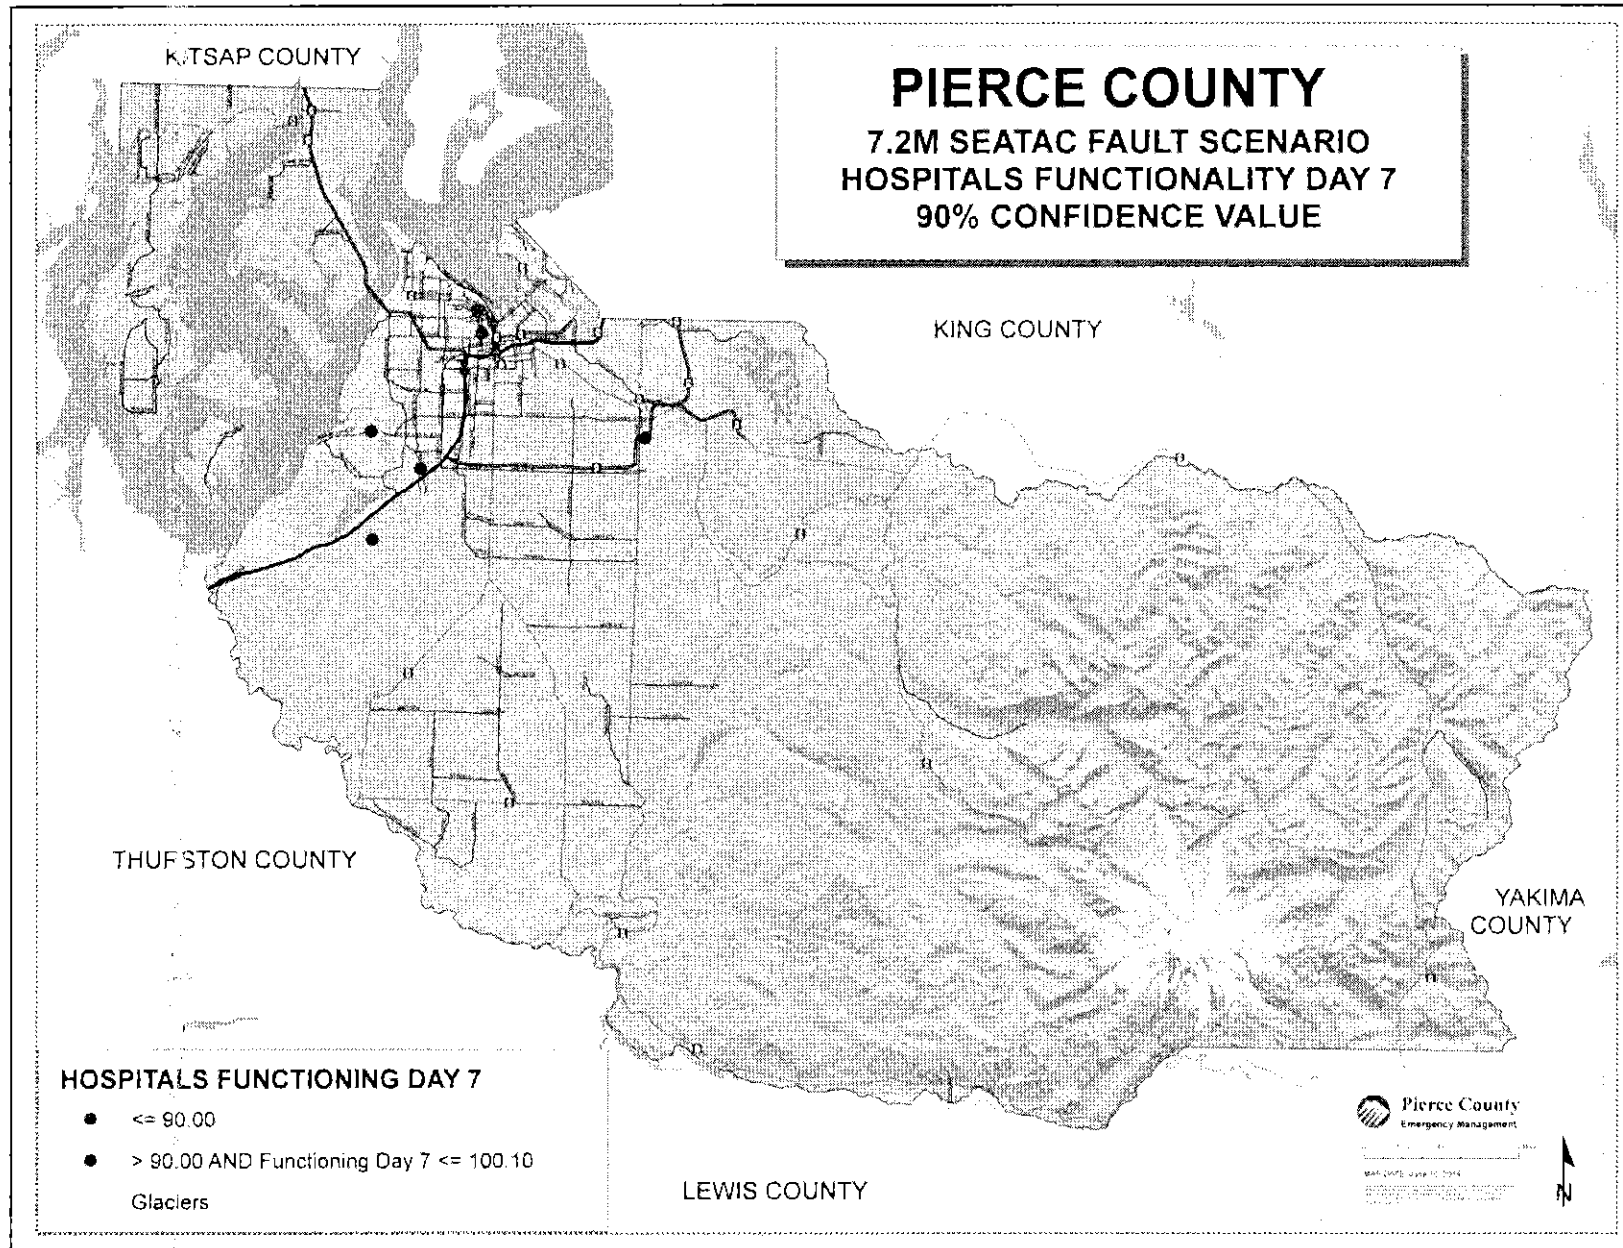 KITSAP COUNTY
PIERCE COUNTY
7.2M SEATAC FAULT SCENARIO
HOSPITALS FUNCTIONALITY DAY 7
90% CONFIDENCE VALUE
KING COUNTY
THURSTON COUNTY
YAKIMA
COUNTY
HOSPITALS FUNCTIONING DAY 7
<= 90.00
> 90.00 AND Functioning Day 7 <= 100.10
Glaciers
LEWIS COUNTY
Pierce County
Emergency Management
N